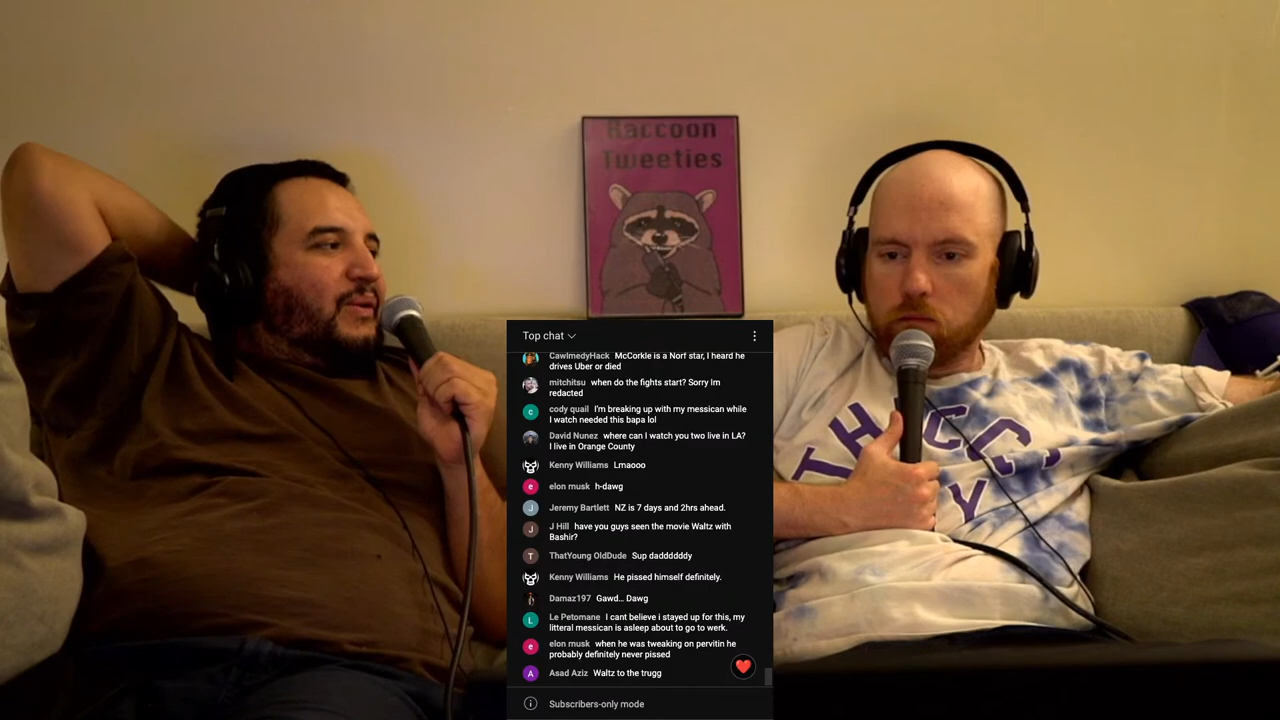 Raccoon
Tweeties
THICC
Y
Top chat
CawlmedyHack McCorkle is a Norf star, I heard he
drives Uber or died
mitchitsu when do the fights start? Sorry Im
redacted
cody quail I'm breaking up with my messican while
I watch needed this bapa lol
David Nunez where can I watch you two live in LA?
I live in Orange County
Kenny Williams Lmaooo
e elon musk h-dawg
J Jeremy Bartlett NZ is 7 days and 2hrs ahead.
J J Hill have you guys seen the movie Waltz with
Bashir?
T ThatYoung OldDude Sup daddddddy
Kenny Williams He pissed himself definitely.
Damaz197 Gawd... Dawg
L Le Petomane I cant believe i stayed up for this, my
litteral messican is asleep about to go to werk.
e elon musk when he was tweaking on pervitin he
probably definitely never pissed
A Asad Aziz Waltz to the trugg
Subscribers-only mode